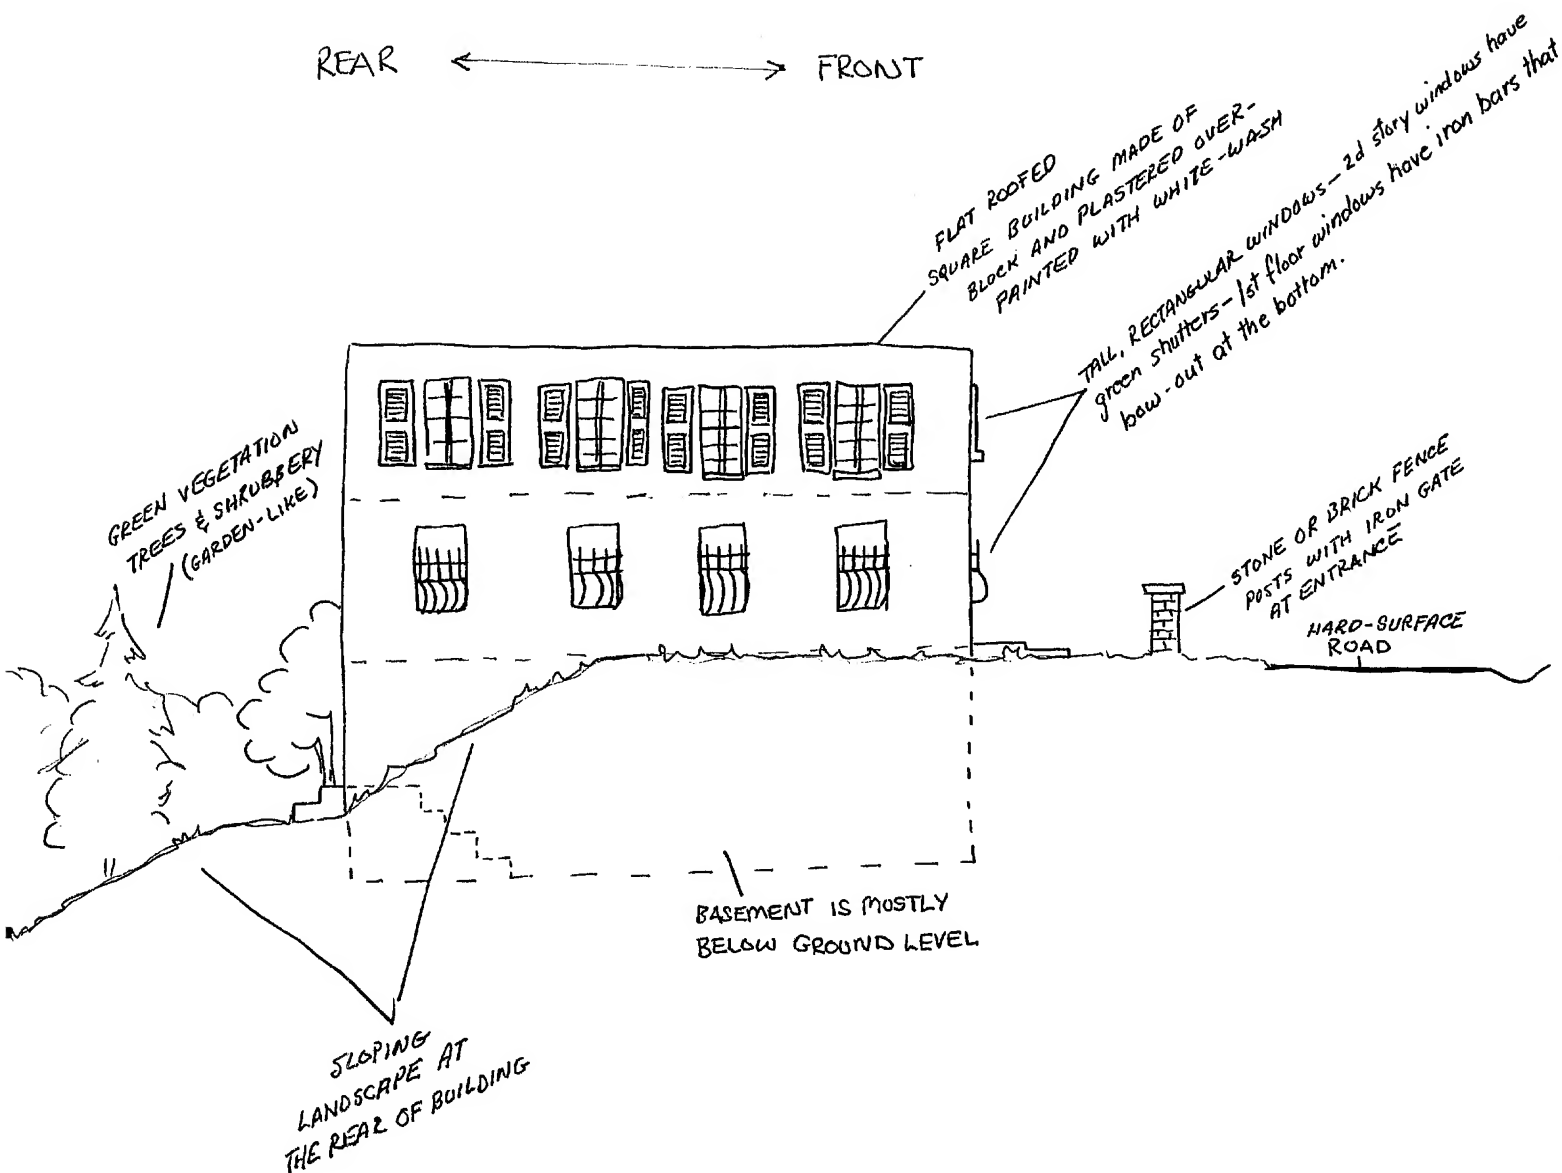 REAR FRONT
FLAT ROOFED
SQUARE BUILDING MADE OF
BLOCK AND PLASTERED OVER-
PAINTED WITH WHITE-WASH
TALL, RECTANGULAR WINDOWS - 2d story windows have
green shutters - 1st floor windows have iron bars that
bow-out at the bottom.
GREEN VEGETATION
TREES & SHRUBBERY
(GARDEN-LIKE)
STONE OR BRICK FENCE
POSTS WITH IRON GATE
AT ENTRANCE
HARD-SURFACE
ROAD
BASEMENT IS MOSTLY
BELOW GROUND LEVEL
SLOPING
LANDSCAPE AT
THE REAR OF BUILDING